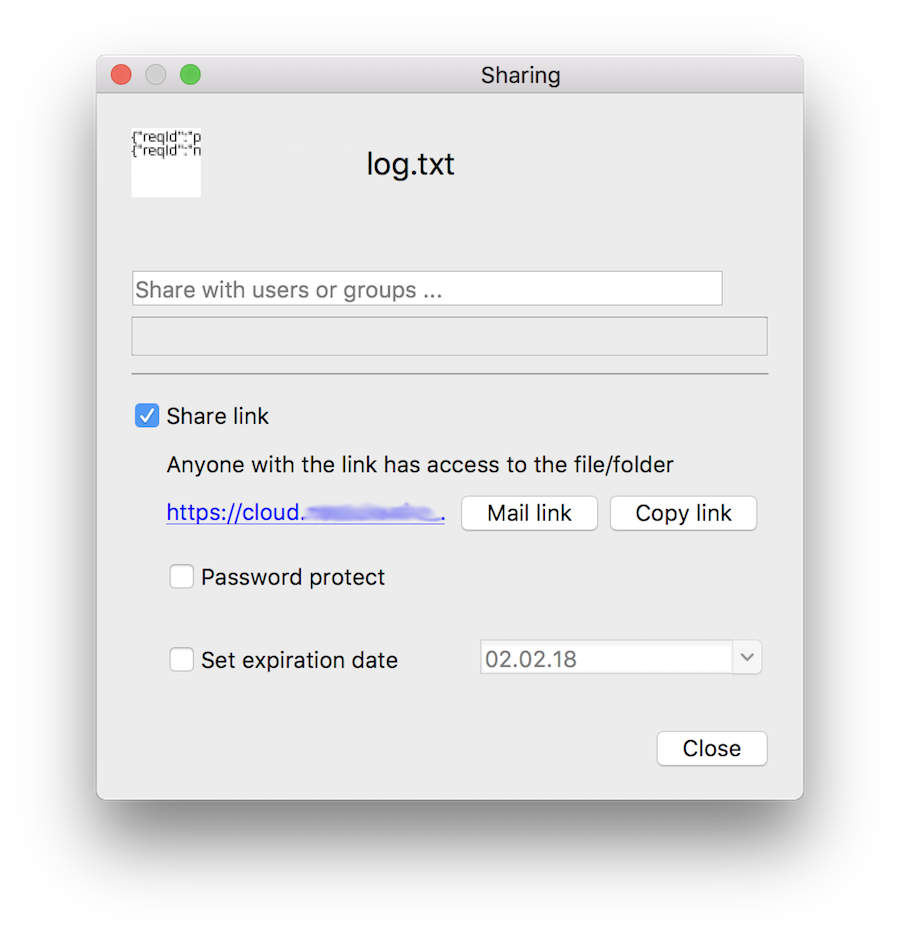 Sharing
{"reqId":"p
{"reqId":"n
log.txt
Share with users or groups ...
Share link
Anyone with the link has access to the file/folder
https://cloud.
Mail link
Copy link
Password protect
Set expiration date
02.02.18
Close